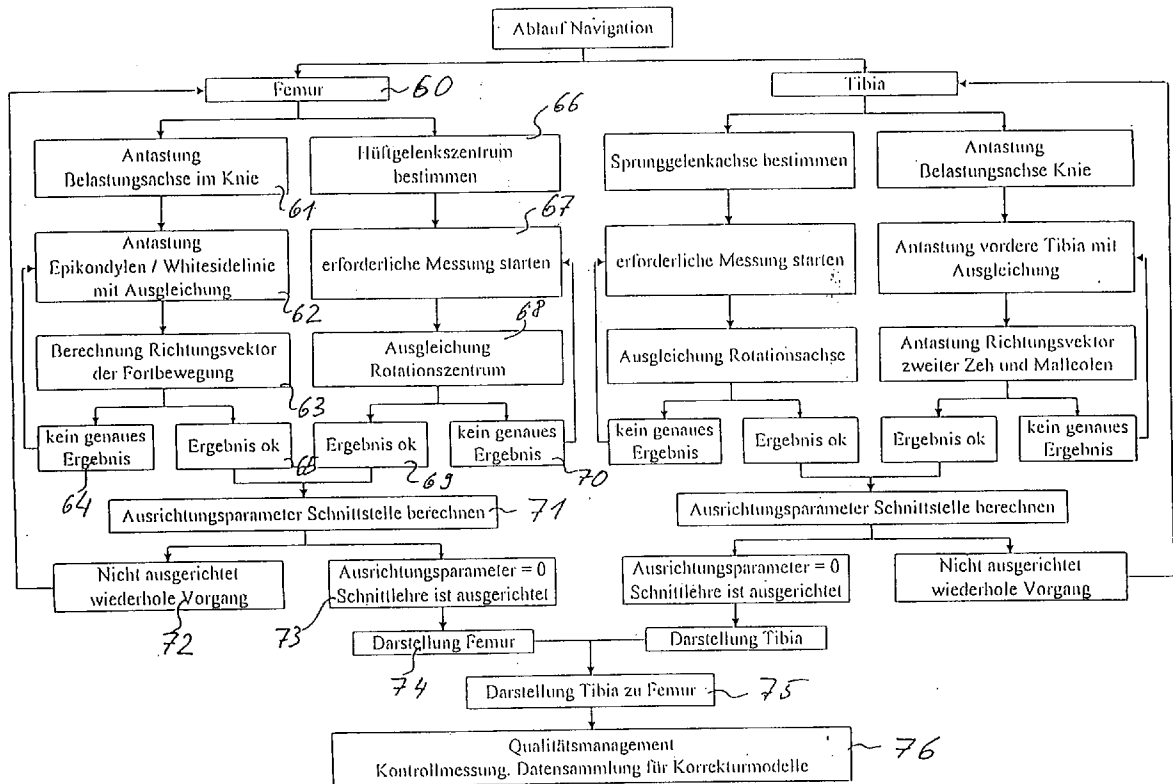 Ablauf Navigation
Femur
60
Tibia
66
Antastung
Belastungsachse im Knie
61
Hüftgelenkszentrum
bestimmen
Sprunggelenkachse bestimmen
Antastung
Belastungsachse Knie
67
Antastung
Epikondylen / Whitesidelinie
mit Ausgleichung
62
erforderliche Messung starten
erforderliche Messung starten
Antastung vordere Tibia mit
Ausgleichung
68
Berechnung Richtungsvektor
der Fortbewegung
63
Ausgleichung
Rotationszentrum
Ausgleichung Rotationsachse
Antastung Richungsvektor
zweiter Zeh und Malleolen
kein genaues
Ergebnis
64
Ergebnis ok
65
Ergebnis ok
69
kein genaues
Ergebnis
70
kein genaues
Ergebnis
Ergebnis ok
Ergebnis ok
kein genaues
Ergebnis
Ausrichtungsparameter Schnittstelle berechnen
71
Ausrichtungsparameter Schnittstelle berechnen
Nicht ausgerichtet
wiederhole Vorgang
72
Ausrichtungsparameter = 0
Schnittlehre ist ausgerichtet
73
Ausrichtungsparameter = 0
Schnittlehre ist ausgerichtet
Nicht ausgerichtet
wiederhole Vorgang
Darstellung Femur
74
Darstellung Tibia
Darstellung Tibia zu Femur
75
Qualitätsmanagement
Kontrollmessung. Datensammlung für Korrekturmodelle
76